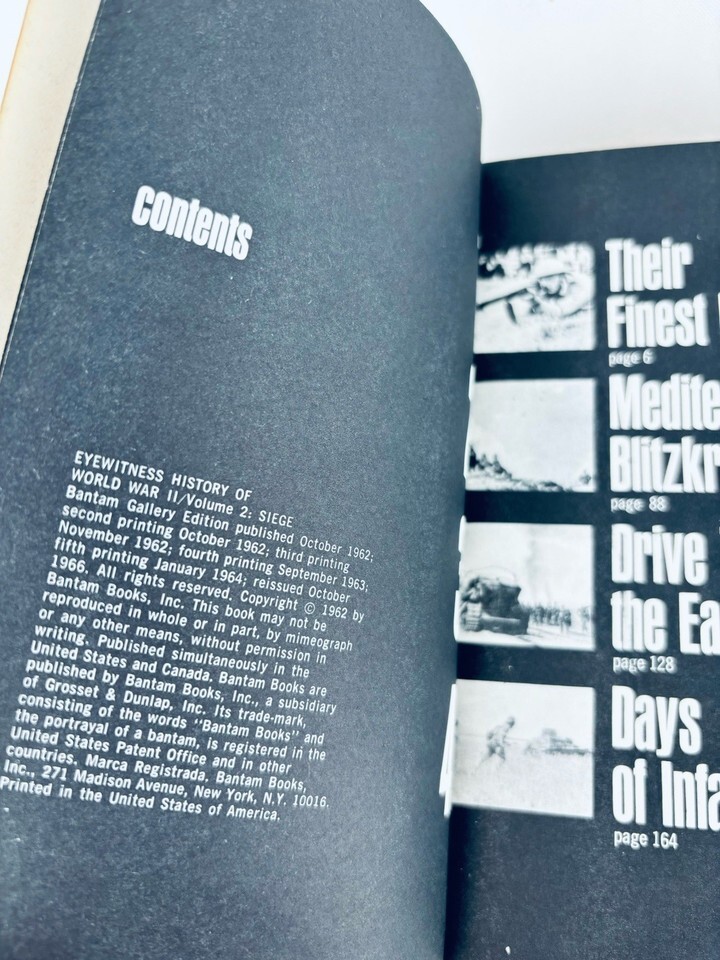 contents
EYEWITNESS HISTORY OF
WORLD WAR II/Volume 2: SIEGE
Bantam Gallery Edition published October 1962;
second printing October 1962; third printing
November 1962; fourth printing September 1963;
fifth printing January 1964; reissued October
1966. All rights reserved. Copyright © 1962 by
Bantam Books, Inc. This book may not be
reproduced in whole or in part, by mimeograph
or any other means, without permission in
writing. Published simultaneously in the
United States and Canada. Bantam Books are
published by Bantam Books, Inc., a subsidiary
of Grosset & Dunlap, Inc. Its trade-mark,
consisting of the words "Bantam Books" and
the portrayal of a bantam, is registered in the
United States Patent Office and in other
countries. Marca Registrada. Bantam Books,
Inc., 271 Madison Avenue, New York, N.Y. 10016.
Printed in the United States of America.
Their
Finest
page 6
Medite
Blitzkr
page 88
Drive
the Ea
page 128
Days
of Infa
page 164